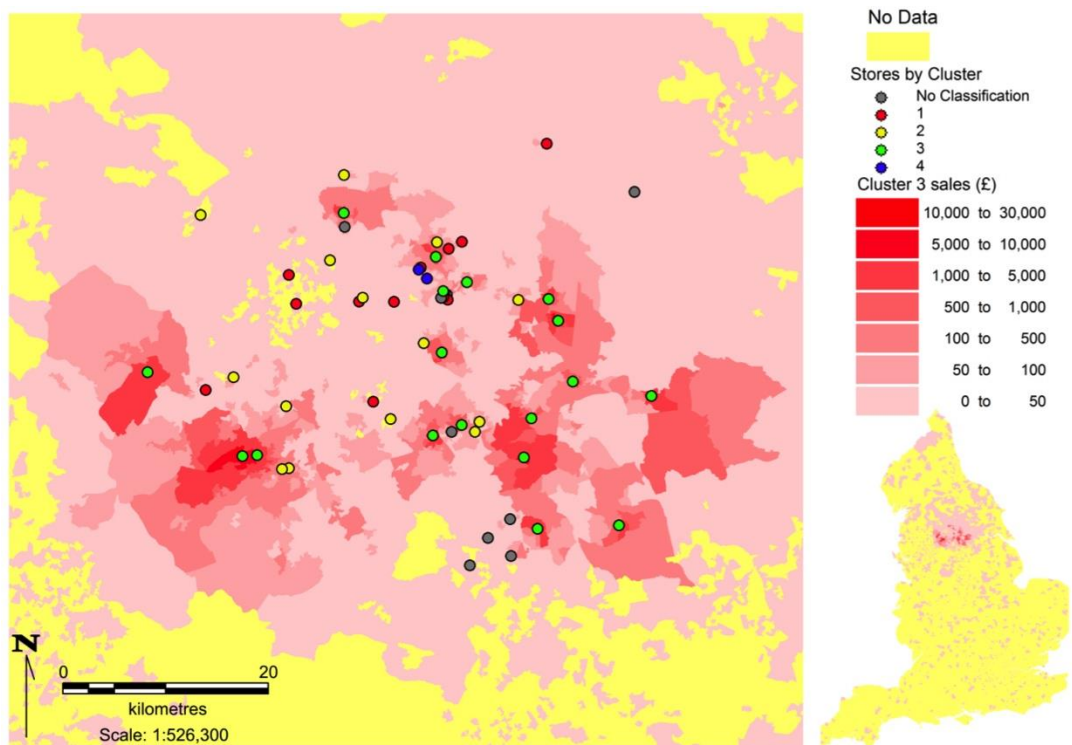 No Data
Stores by Cluster
No Classification
1
2
3
4
Cluster 3 sales (£)
10,000 to 30,000
5,000 to 10,000
1,000 to 5,000
500 to 1,000
100 to 500
50 to 100
0 to 50
N
0 20
kilometres
Scale: 1:526,300